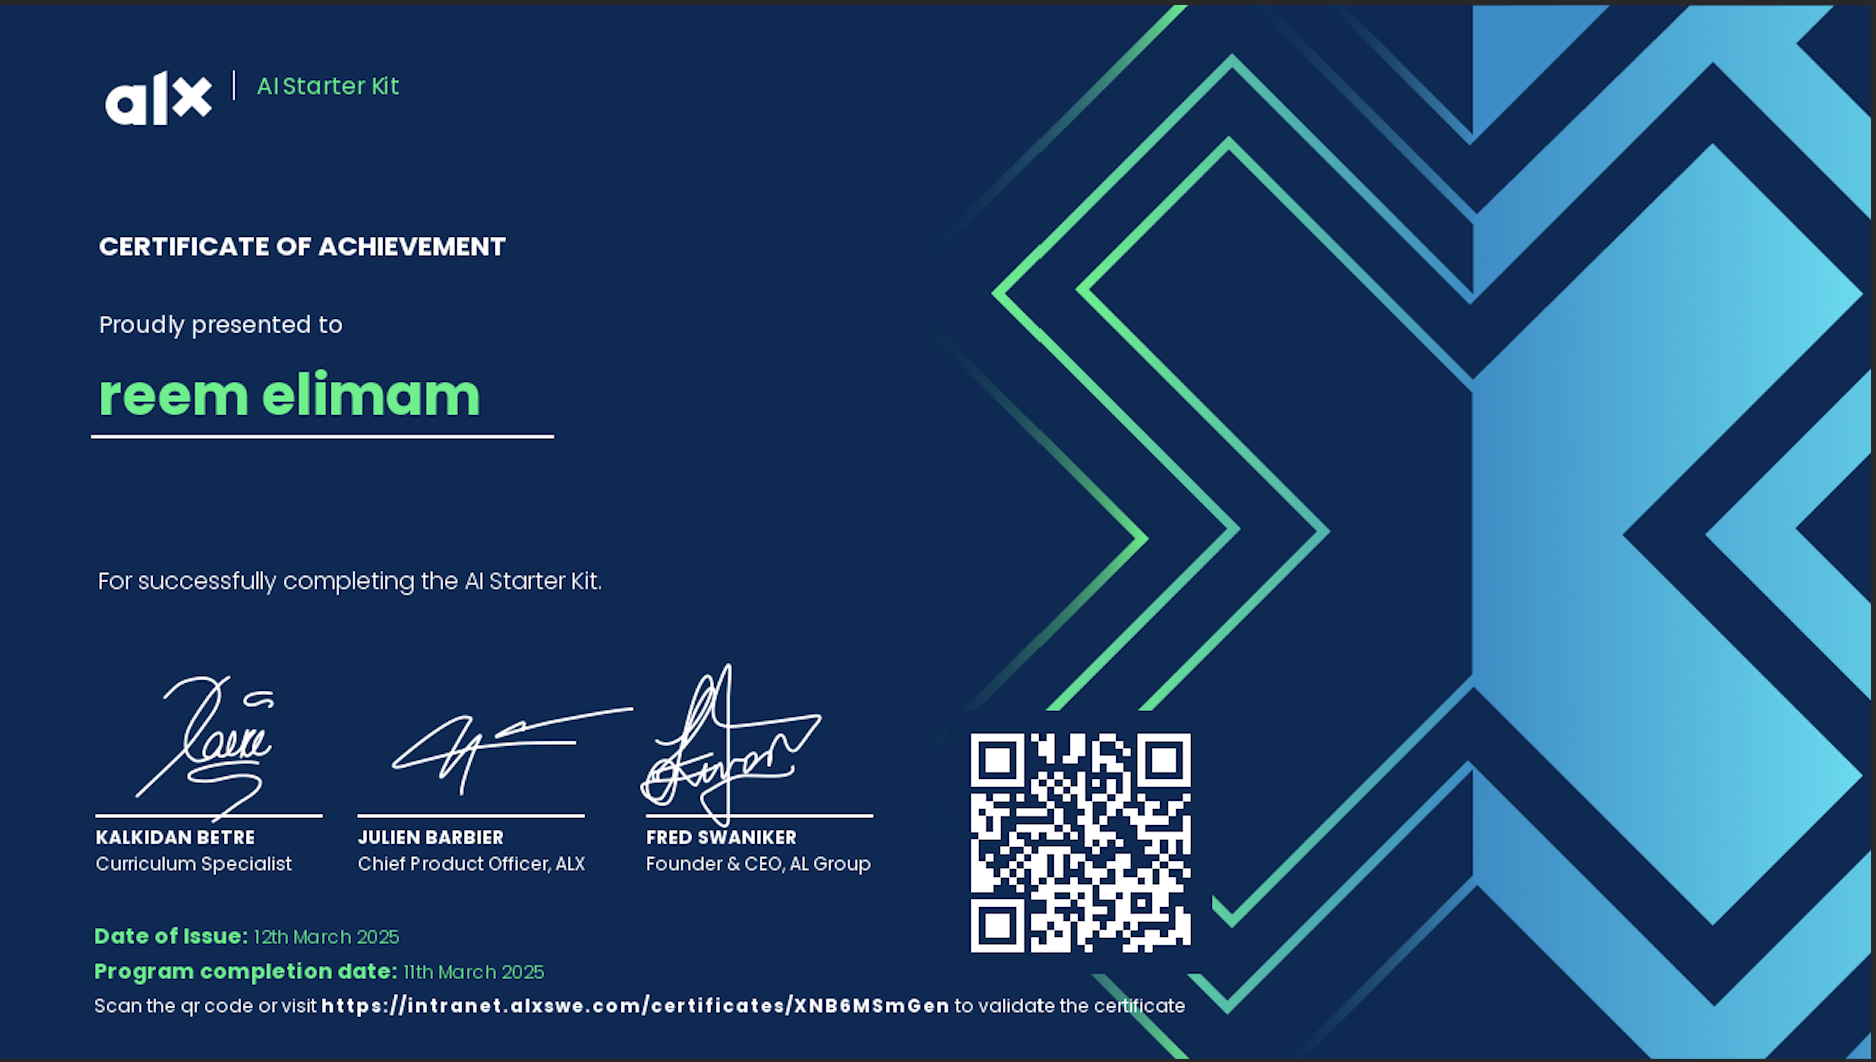 alx | AI Starter Kit
CERTIFICATE OF ACHIEVEMENT
Proudly presented to
reem elimam
For successfully completing the AI Starter Kit.
KALKIDAN BETRE
Curriculum Specialist
JULIEN BARBIER
Chief Product Officer, ALX
FRED SWANIKER
Founder & CEO, AL Group
Date of Issue: 12th March 2025
Program completion date: 11th March 2025
Scan the qr code or visit https://intranet.alxswe.com/certificates/XNB6MSmGen to validate the certificate